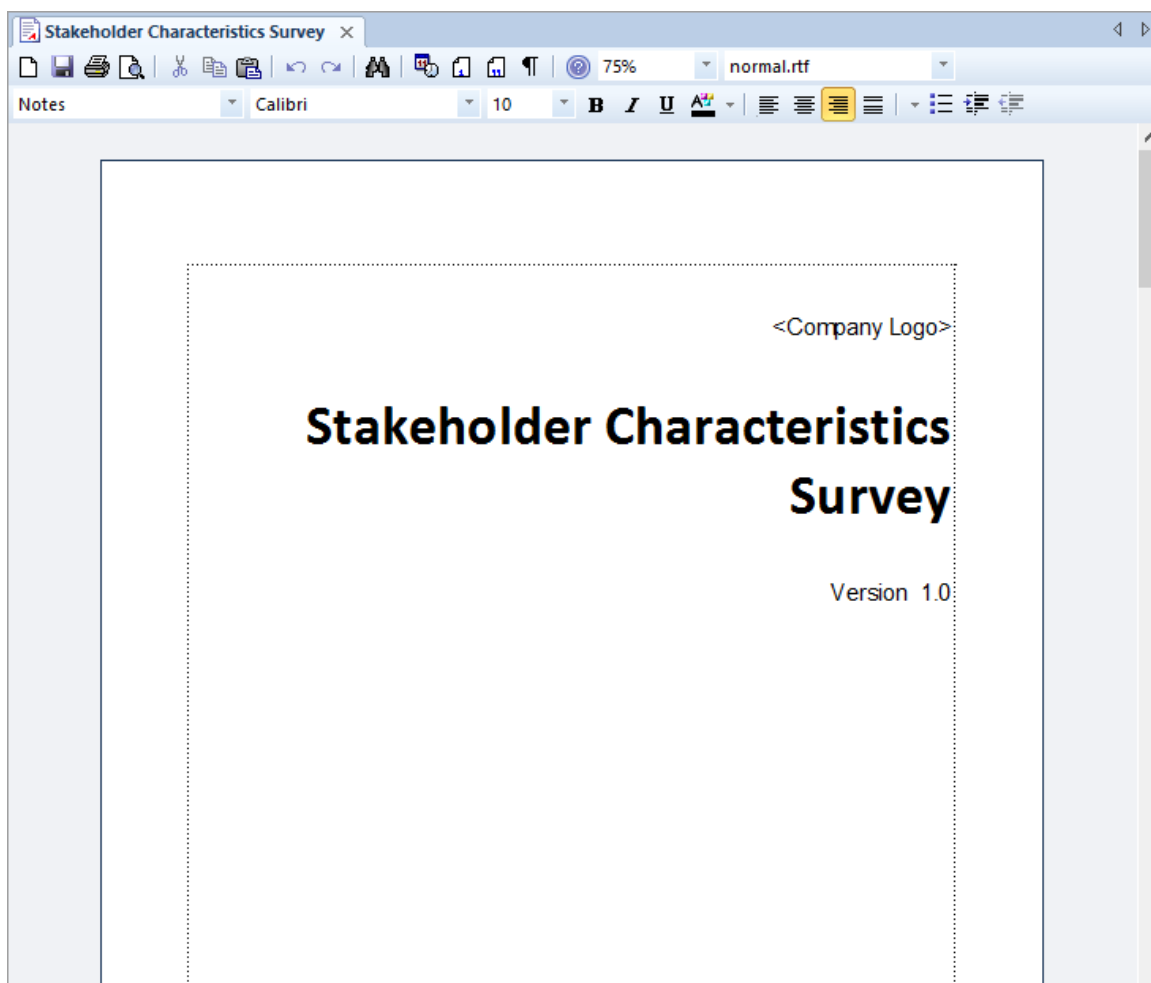 Stakeholder Characteristics Survey
75% normal.rtf
Notes Calibri 10 B I U
<Company Logo>
Stakeholder Characteristics
Survey
Version 1.0